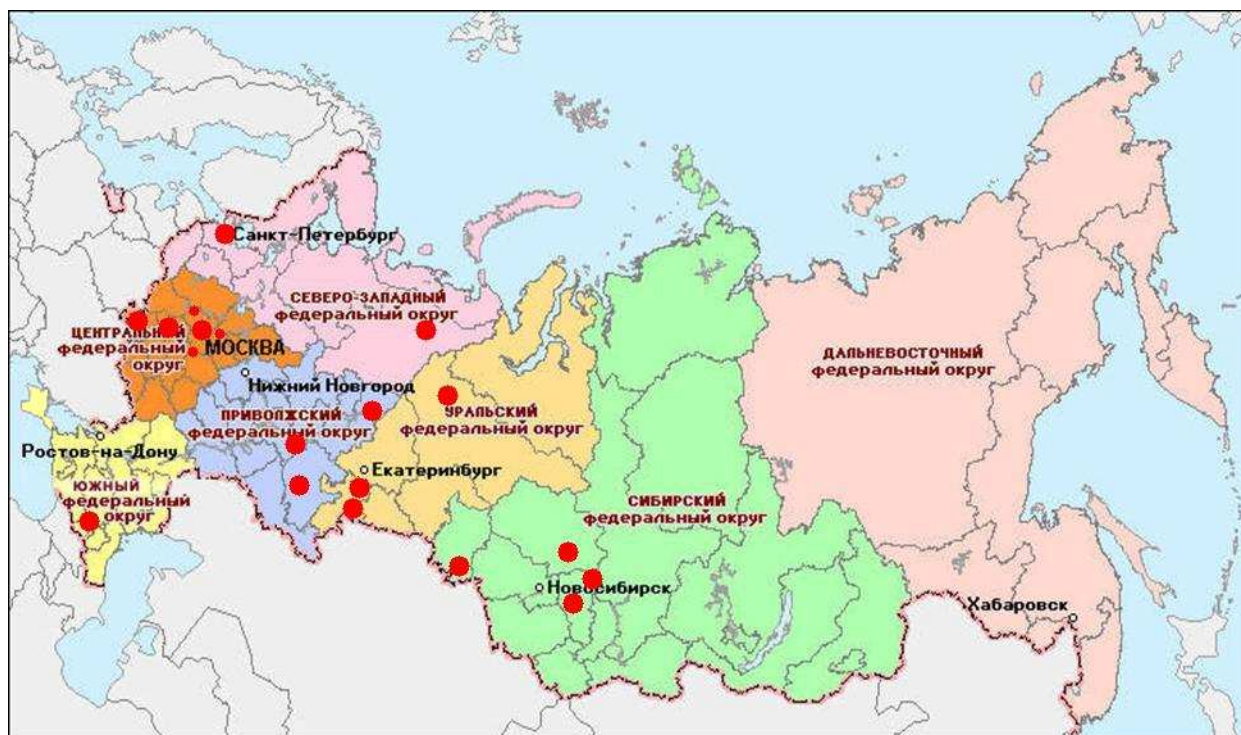 Санкт-Петербург
СЕВЕРО-ЗАПАДНЫЙ
федеральный округ
ЦЕНТРАЛЬНЫЙ
федеральный
округ
МОСКВА
ДАЛЬНЕВОСТОЧНЫЙ
федеральный округ
Нижний Новгород
ПРИВОЛЖСКИЙ
федеральный округ
УРАЛЬСКИЙ
федеральный округ
Ростов-на-Дону
Екатеринбург
ЮЖНЫЙ
федеральный
округ
СИБИРСКИЙ
федеральный округ
Новосибирск
Хабаровск